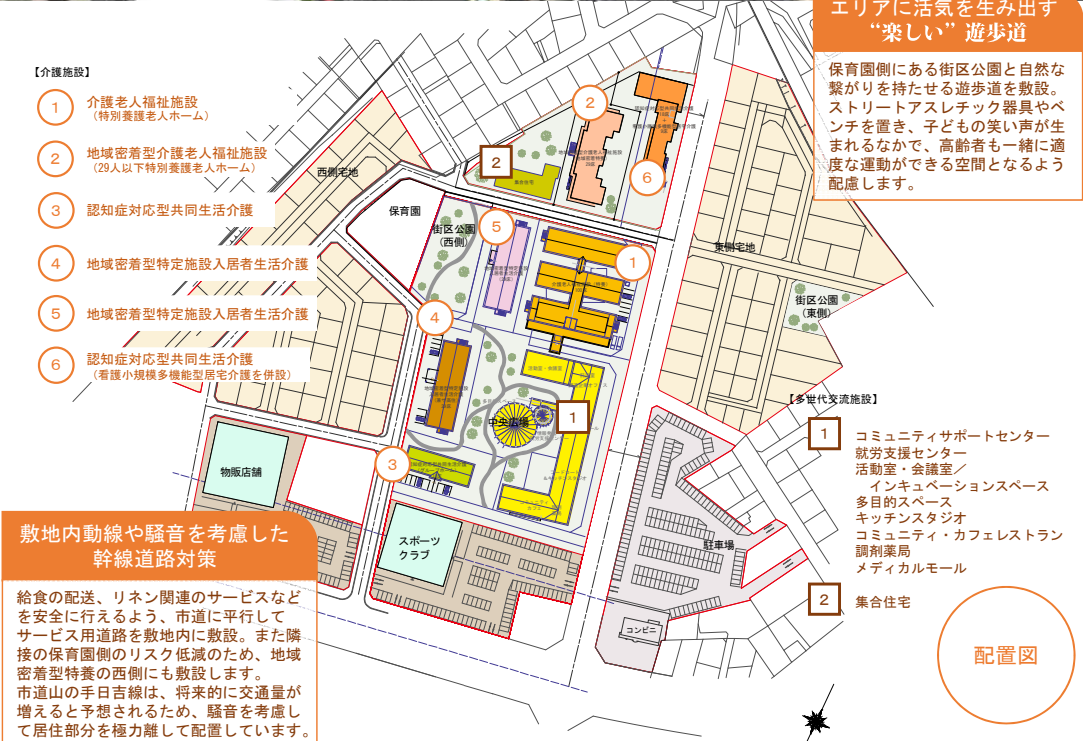 エリアに活気を生み出す
“楽しい”遊歩道
保育園側にある街区公園と自然な
繋がりを持たせる遊歩道を敷設。
ストリートアスレチック器具やベ
ンチを置き、子どもの笑い声が生
まれるなかで、高齢者も一緒に適
度な運動ができる空間となるよう
配慮します。
【介護施設】
1 介護老人福祉施設
（特別養護老人ホーム）
2 地域密着型介護老人福祉施設
（29人以下特別養護老人ホーム）
3 認知症対応型共同生活介護
4 地域密着型特定施設入居者生活介護
5 地域密着型特定施設入居者生活介護
6 認知症対応型共同生活介護
（看護小規模多機能型居宅介護を併設）
西側宅地
保育園
街区公園
（西側）
2
集合住宅
2
6
5
1
4
3
東側宅地
街区公園
（東側）
活動室・会議室
中央広場
1
物販店舗
スポーツ
クラブ
駐車場
コンビニ
【多世代交流施設】
1 コミュニティサポートセンター
就労支援センター
活動室・会議室／
インキュベーションスペース
多目的スペース
キッチンスタジオ
コミュニティ・カフェレストラン
調剤薬局
メディカルモール
2 集合住宅
敷地内動線や騒音を考慮した
幹線道路対策
給食の配送、リネン関連のサービスなど
を安全に行えるよう、市道に平行して
サービス用道路を敷地内に敷設。また隣
接の保育園側のリスク低減のため、地域
密着型特養の西側にも敷設します。
市道山の手日吉線は、将来的に交通量が
増えると予想されるため、騒音を考慮し
て居住部分を極力離して配置しています。
配置図